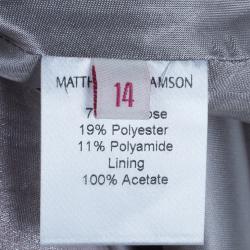 MATTH AMSON
14
7 ose
19% Polyester
11% Polyamide
Lining
100% Acetate